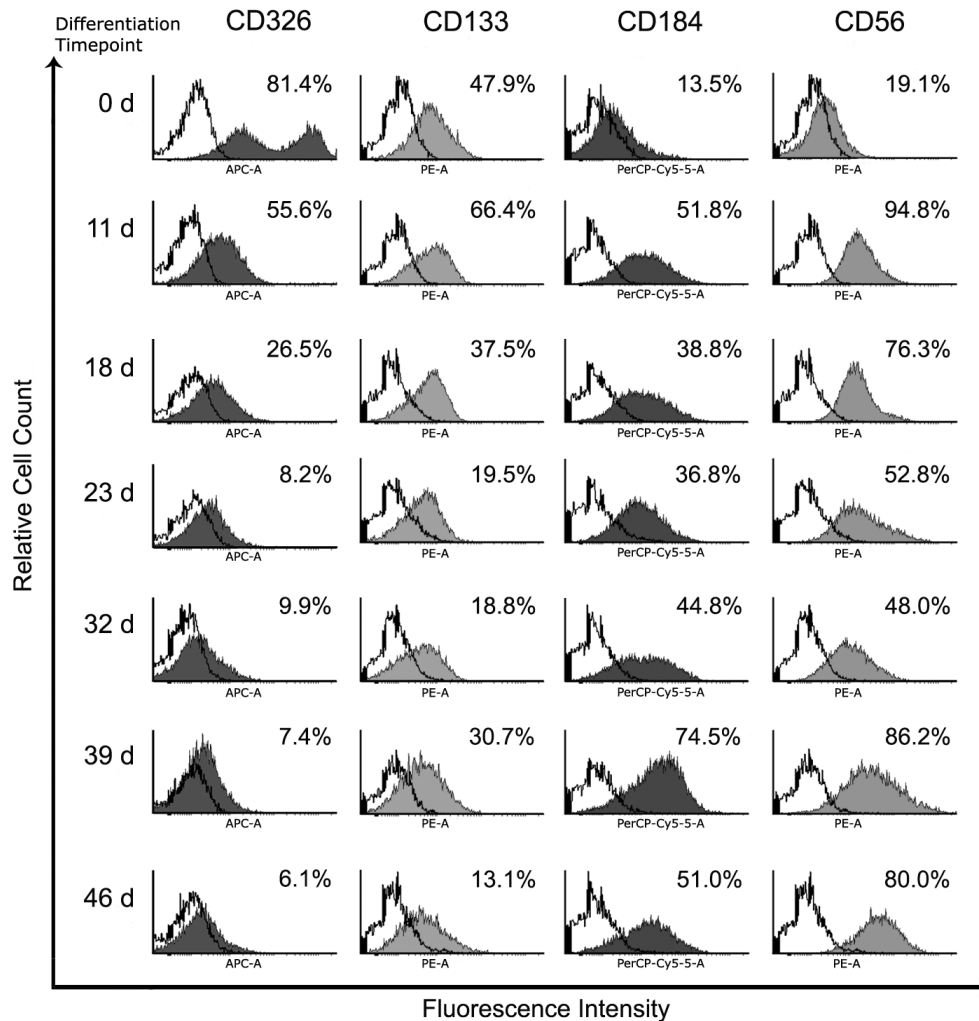 Differentiation
Timepoint
CD326 CD133 CD184 CD56
0 d 81.4% 47.9% 13.5% 19.1%
APC-A PE-A PerCP-Cy5-5-A PE-A
11 d 55.6% 66.4% 51.8% 94.8%
APC-A PE-A PerCP-Cy5-5-A PE-A
18 d 26.5% 37.5% 38.8% 76.3%
APC-A PE-A PerCP-Cy5-5-A PE-A
23 d 8.2% 19.5% 36.8% 52.8%
APC-A PE-A PerCP-Cy5-5-A PE-A
32 d 9.9% 18.8% 44.8% 48.0%
APC-A PE-A PerCP-Cy5-5-A PE-A
39 d 7.4% 30.7% 74.5% 86.2%
APC-A PE-A PerCP-Cy5-5-A PE-A
46 d 6.1% 13.1% 51.0% 80.0%
APC-A PE-A PerCP-Cy5-5-A PE-A
Relative Cell Count
Fluorescence Intensity